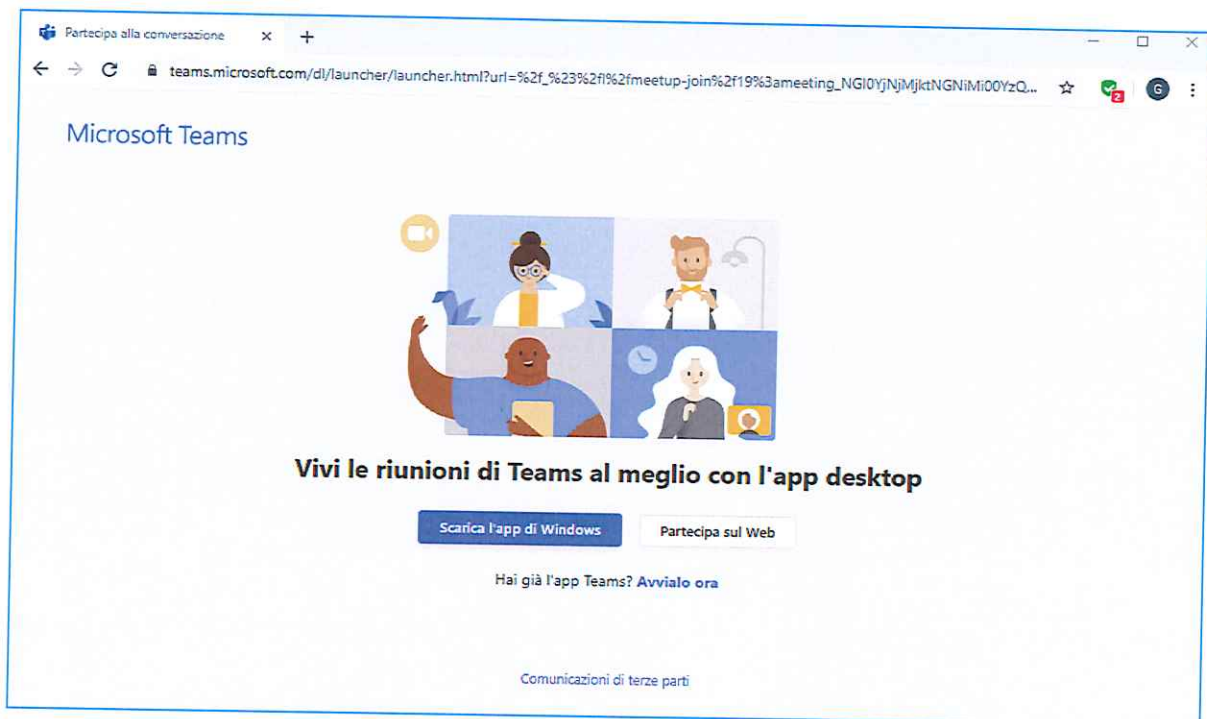 Partecipa alla conversazione
teams.microsoft.com/dl/launcher/launcher.html?url=%2f_%23%2fl%2fmeetup-join%2f19%3ameeting_NGI0YjNjMjktNGNiMi00YzQ...
2
G
Microsoft Teams
Vivi le riunioni di Teams al meglio con l'app desktop
Scarica l'app di Windows
Partecipa sul Web
Hai già l'app Teams? Avvialo ora
Comunicazioni di terze parti